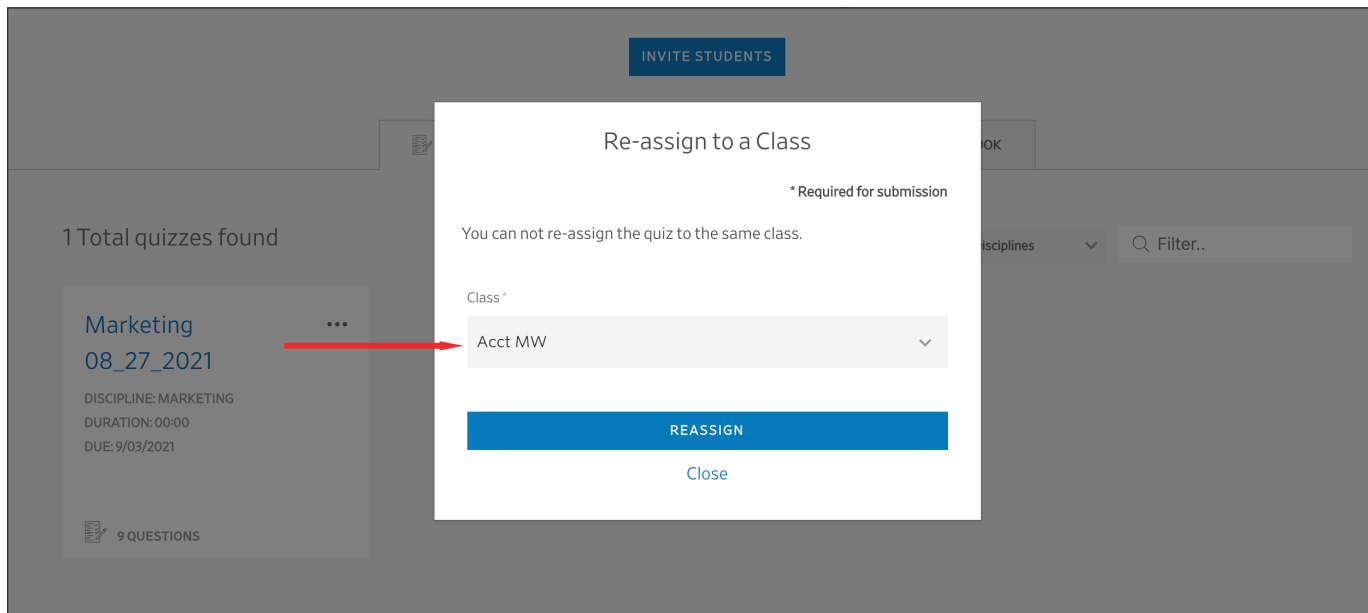 INVITE STUDENTS
OOK
Re-assign to a Class
* Required for submission
1 Total quizzes found
You can not re-assign the quiz to the same class.
isciplines
Filter..
Class *
Marketing
08_27_2021
Acct MW
DISCIPLINE: MARKETING
DURATION: 00:00
DUE: 9/03/2021
REASSIGN
Close
9 QUESTIONS